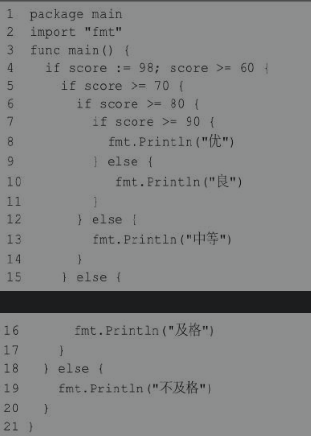 1 package main
2 import "fmt"
3 func main() {
4 if score := 98; score >= 60 {
5 if score >= 70 {
6 if score >= 80 {
7 if score >= 90 {
8 fmt.Println("优")
9 } else {
10 fmt.Println("良")
11 }
12 } else {
13 fmt.Println("中等")
14 }
15 } else {
16 fmt.Println("及格")
17 }
18 } else {
19 fmt.Println("不及格")
20 }
21 }